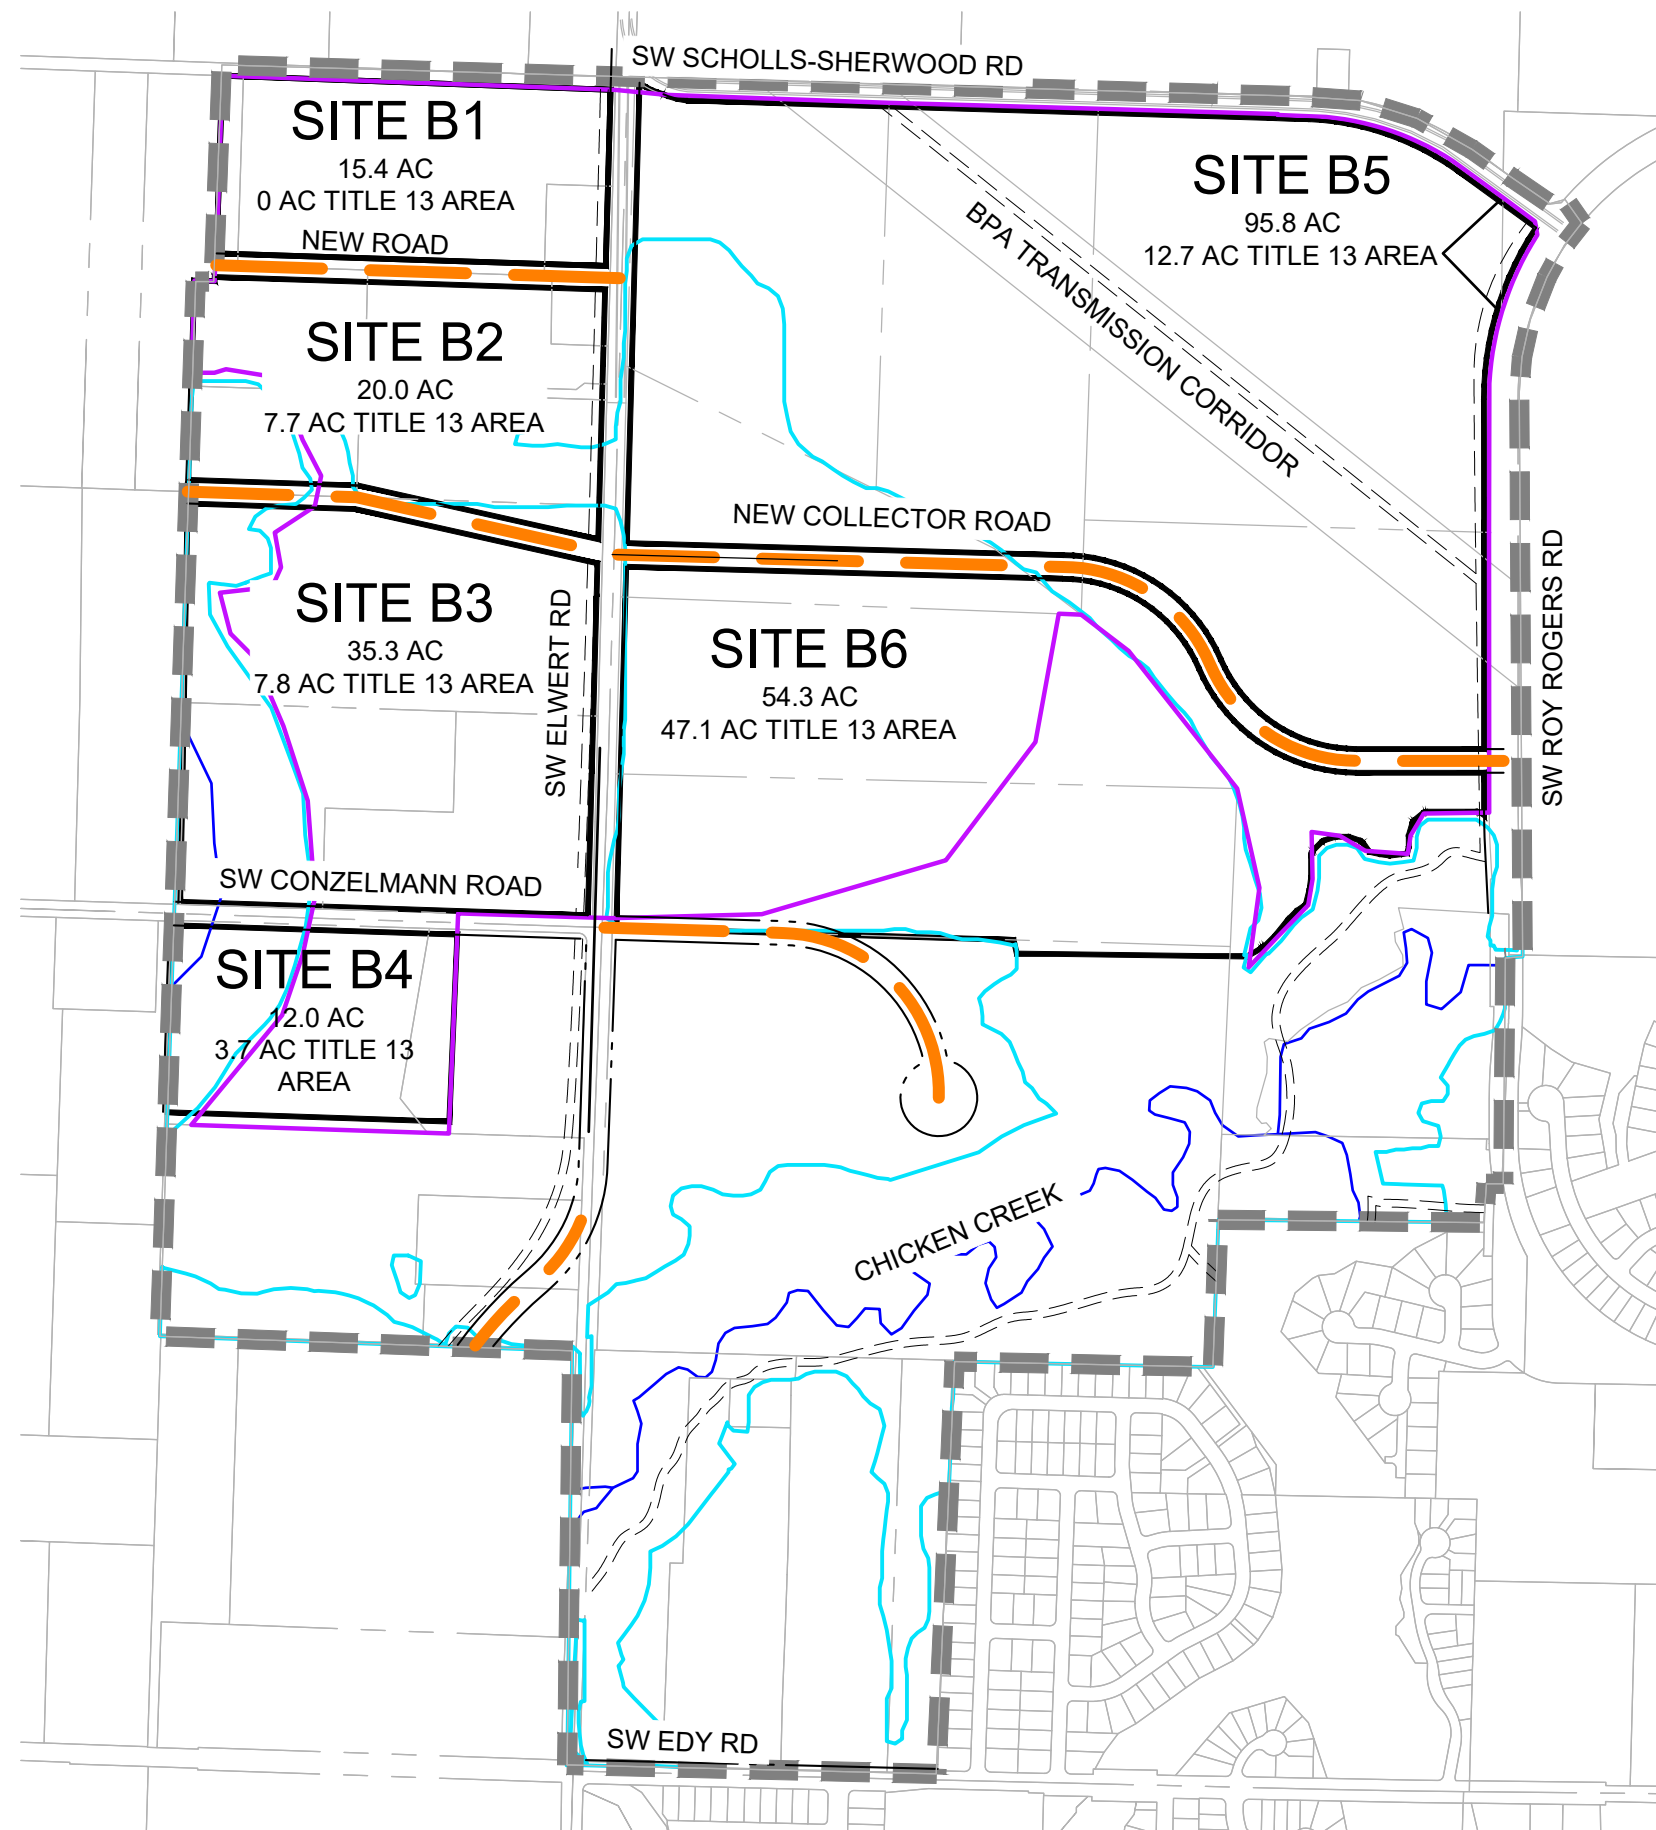 SW SCHOLLS-SHERWOOD RD
SITE B1
15.4 AC
0 AC TITLE 13 AREA
NEW ROAD
SITE B5
95.8 AC
12.7 AC TITLE 13 AREA
BPA TRANSMISSION CORRIDOR
SITE B2
20.0 AC
7.7 AC TITLE 13 AREA
NEW COLLECTOR ROAD
SITE B3
35.3 AC
7.8 AC TITLE 13 AREA
SW ELWERT RD
SITE B6
54.3 AC
47.1 AC TITLE 13 AREA
SW ROY ROGERS RD
SW CONZELMANN ROAD
SITE B4
12.0 AC
3.7 AC TITLE 13
AREA
CHICKEN CREEK
SW EDY RD